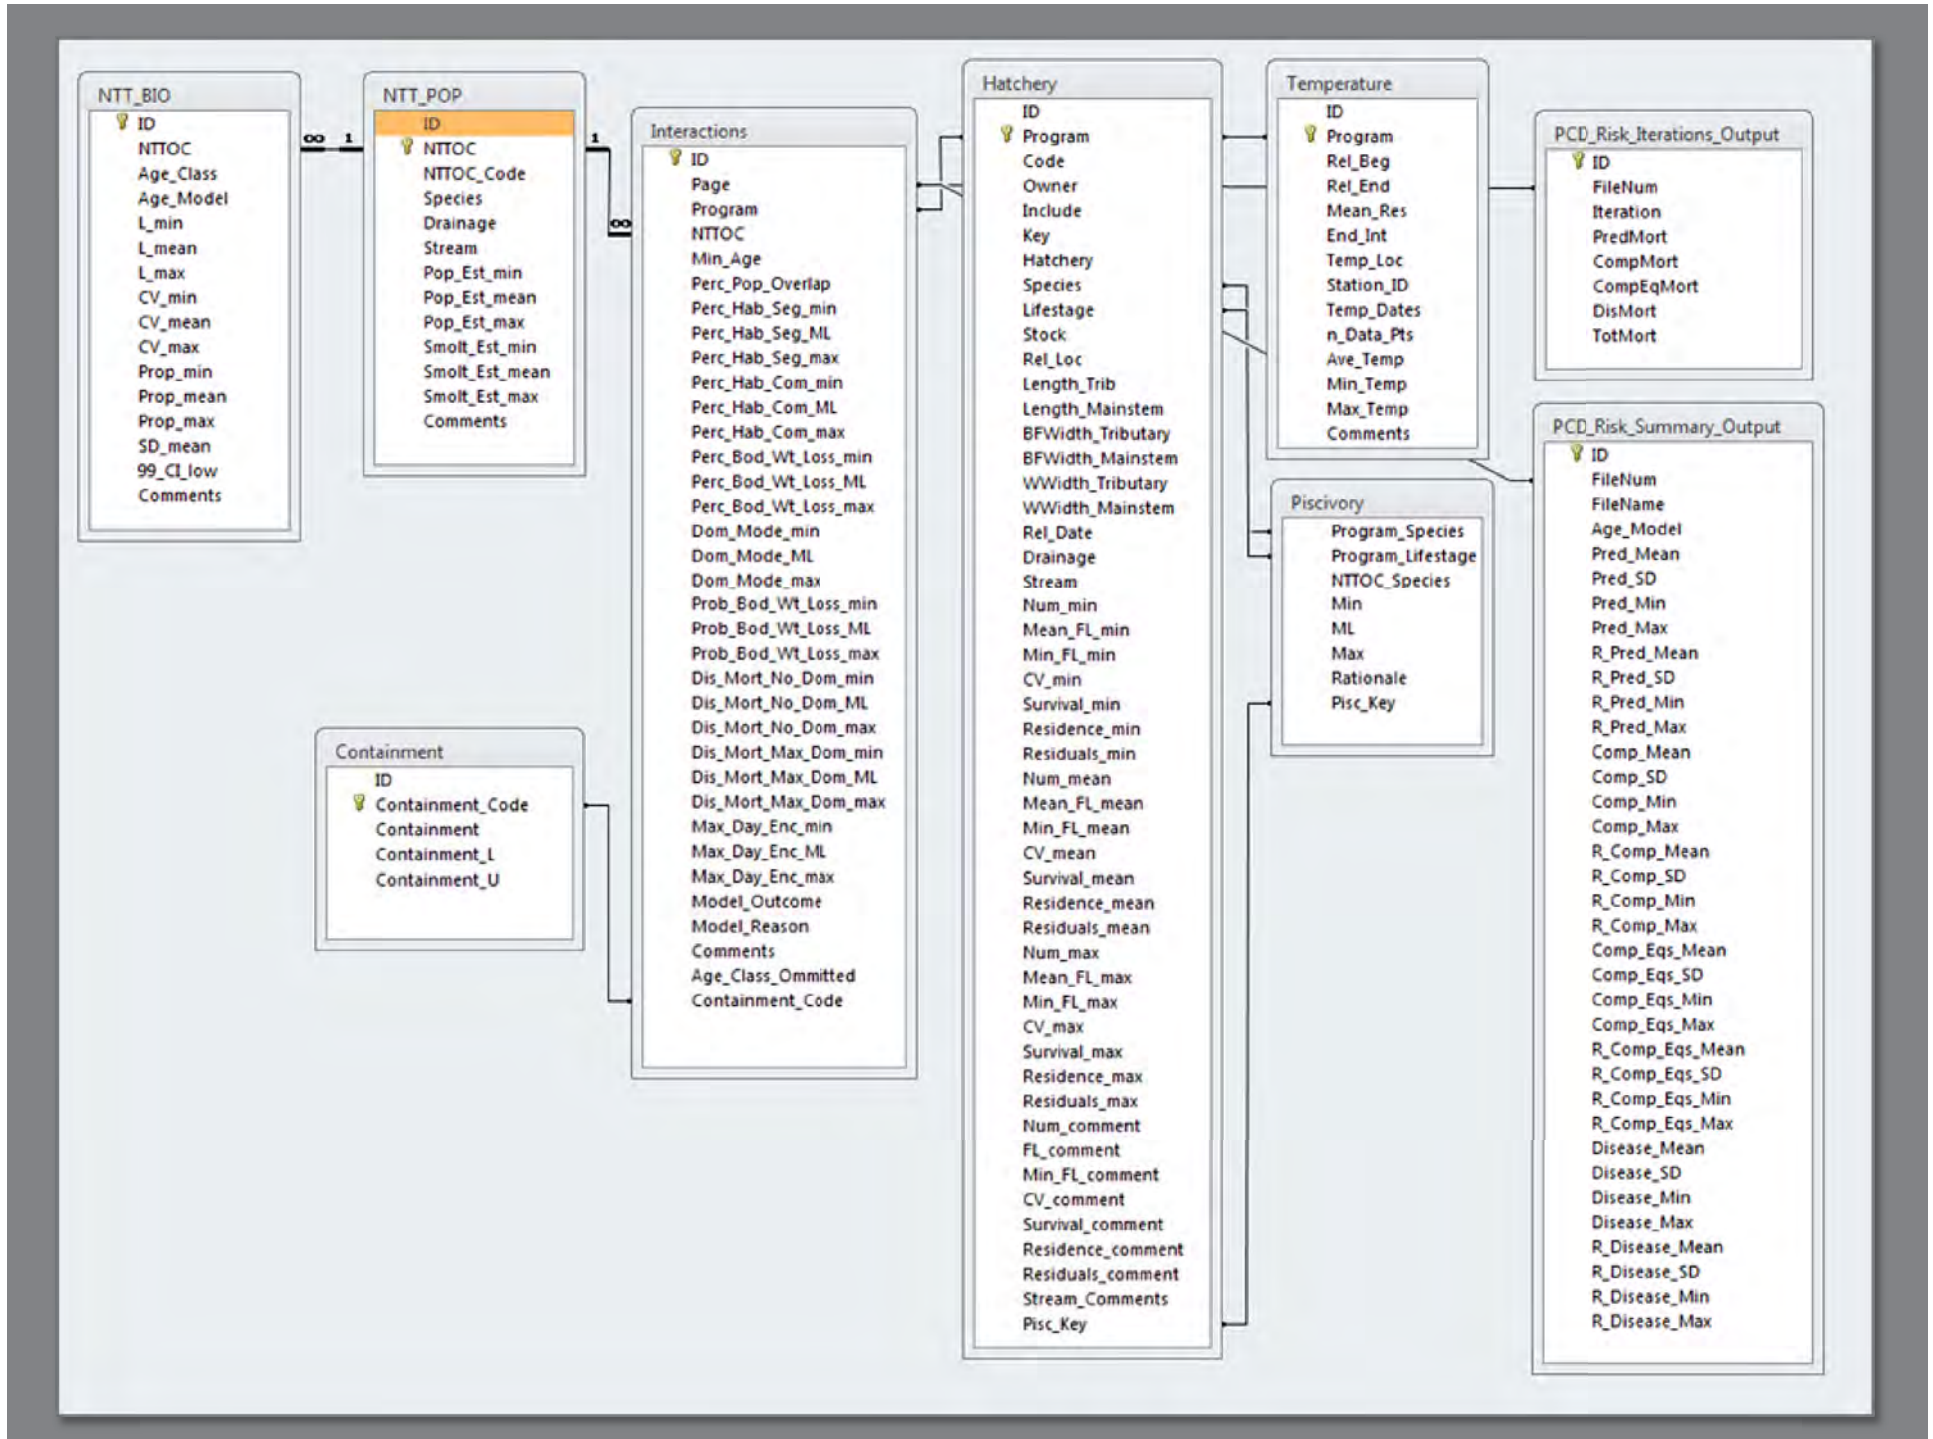 NTT_BIO
ID
NTTOC
Age_Class
Age_Model
L_min
L_mean
L_max
CV_min
CV_mean
CV_max
Prop_min
Prop_mean
Prop_max
SD_mean
99_CI_low
Comments
∞ 1
NTT_POP
ID
NTTOC
NTTOC_Code
Species
Drainage
Stream
Pop_Est_min
Pop_Est_mean
Pop_Est_max
Smolt_Est_min
Smolt_Est_mean
Smolt_Est_max
Comments
1
∞
Containment
ID
Containment_Code
Containment
Containment_L
Containment_U
Interactions
ID
Page
Program
NTTOC
Min_Age
Perc_Pop_Overlap
Perc_Hab_Seg_min
Perc_Hab_Seg_ML
Perc_Hab_Seg_max
Perc_Hab_Com_min
Perc_Hab_Com_ML
Perc_Hab_Com_max
Perc_Bod_Wt_Loss_min
Perc_Bod_Wt_Loss_ML
Perc_Bod_Wt_Loss_max
Dom_Mode_min
Dom_Mode_ML
Dom_Mode_max
Prob_Bod_Wt_Loss_min
Prob_Bod_Wt_Loss_ML
Prob_Bod_Wt_Loss_max
Dis_Mort_No_Dom_min
Dis_Mort_No_Dom_ML
Dis_Mort_No_Dom_max
Dis_Mort_Max_Dom_min
Dis_Mort_Max_Dom_ML
Dis_Mort_Max_Dom_max
Max_Day_Enc_min
Max_Day_Enc_ML
Max_Day_Enc_max
Model_Outcome
Model_Reason
Comments
Age_Class_Ommitted
Containment_Code
Hatchery
ID
Program
Code
Owner
Include
Key
Hatchery
Species
Lifestage
Stock
Rel_Loc
Length_Trib
Length_Mainstem
BFWidth_Tributary
BFWidth_Mainstem
WWidth_Tributary
WWidth_Mainstem
Rel_Date
Drainage
Stream
Num_min
Mean_FL_min
Min_FL_min
CV_min
Survival_min
Residence_min
Residuals_min
Num_mean
Mean_FL_mean
Min_FL_mean
CV_mean
Survival_mean
Residence_mean
Residuals_mean
Num_max
Mean_FL_max
Min_FL_max
CV_max
Survival_max
Residence_max
Residuals_max
Num_comment
FL_comment
Min_FL_comment
CV_comment
Survival_comment
Residence_comment
Residuals_comment
Stream_Comments
Pisc_Key
Temperature
ID
Program
Rel_Beg
Rel_End
Mean_Res
End_Int
Temp_Loc
Station_ID
Temp_Dates
n_Data_Pts
Ave_Temp
Min_Temp
Max_Temp
Comments
Piscivory
Program_Species
Program_Lifestage
NTTOC_Species
Min
ML
Max
Rationale
Pisc_Key
PCD_Risk_Iterations_Output
ID
FileNum
Iteration
PredMort
CompMort
CompEqMort
DisMort
TotMort
PCD_Risk_Summary_Output
ID
FileNum
FileName
Age_Model
Pred_Mean
Pred_SD
Pred_Min
Pred_Max
R_Pred_Mean
R_Pred_SD
R_Pred_Min
R_Pred_Max
Comp_Mean
Comp_SD
Comp_Min
Comp_Max
R_Comp_Mean
R_Comp_SD
R_Comp_Min
R_Comp_Max
Comp_Eqs_Mean
Comp_Eqs_SD
Comp_Eqs_Min
Comp_Eqs_Max
R_Comp_Eqs_Mean
R_Comp_Eqs_SD
R_Comp_Eqs_Min
R_Comp_Eqs_Max
Disease_Mean
Disease_SD
Disease_Min
Disease_Max
R_Disease_Mean
R_Disease_SD
R_Disease_Min
R_Disease_Max